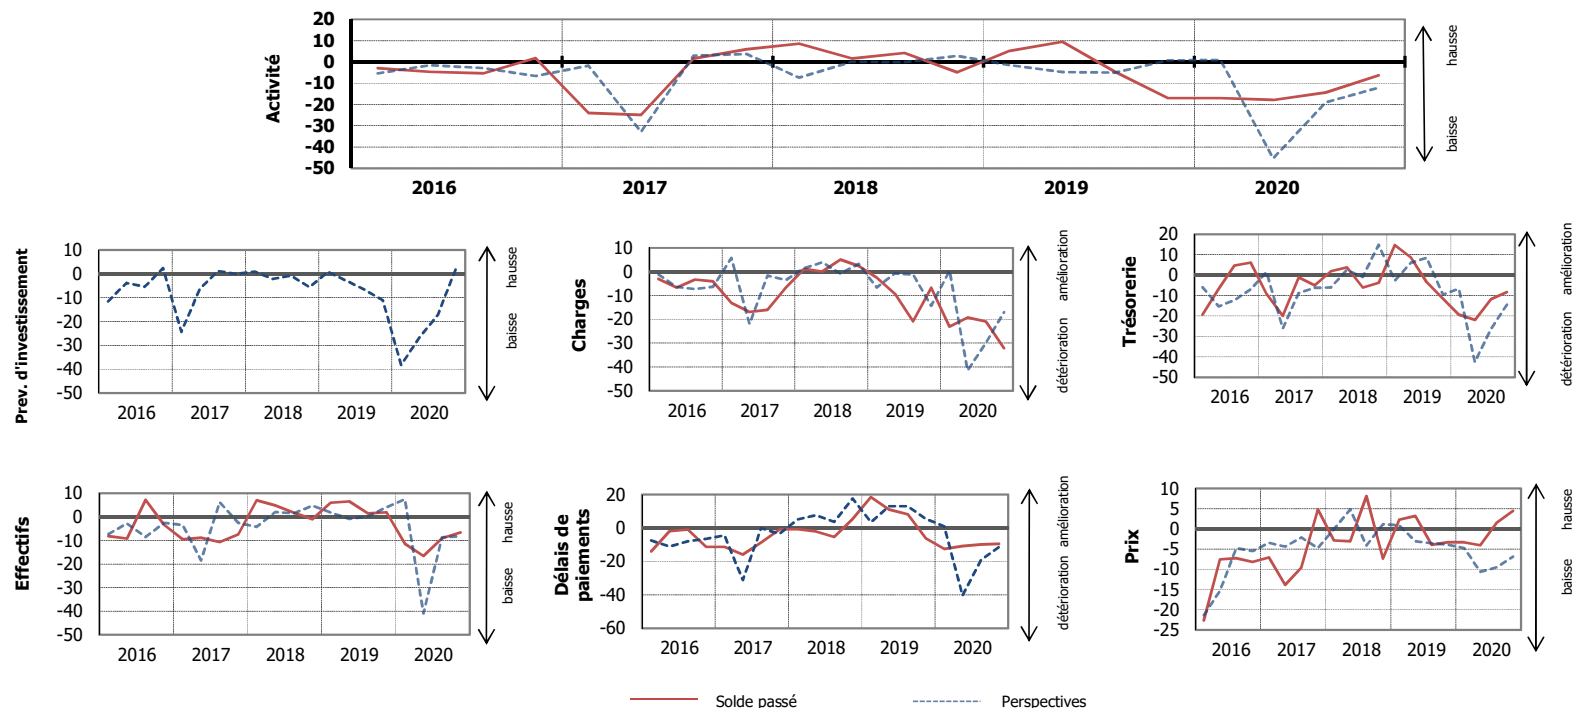 Activité
20
10
0
-10
-20
-30
-40
-50
2016 2017 2018 2019 2020
hausse
baisse
Prev. d'investissement
10
0
-10
-20
-30
-40
-50
2016 2017 2018 2019 2020
hausse
baisse
Charges
10
0
-10
-20
-30
-40
-50
2016 2017 2018 2019 2020
amélioration
détérioration
Trésorerie
20
10
0
-10
-20
-30
-40
-50
2016 2017 2018 2019 2020
amélioration
détérioration
Effectifs
10
0
-10
-20
-30
-40
-50
2016 2017 2018 2019 2020
hausse
baisse
Délais de
paiements
20
0
-20
-40
-60
2016 2017 2018 2019 2020
amélioration
détérioration
Prix
10
5
0
-5
-10
-15
-20
-25
2016 2017 2018 2019 2020
hausse
baisse
Solde passé Perspectives